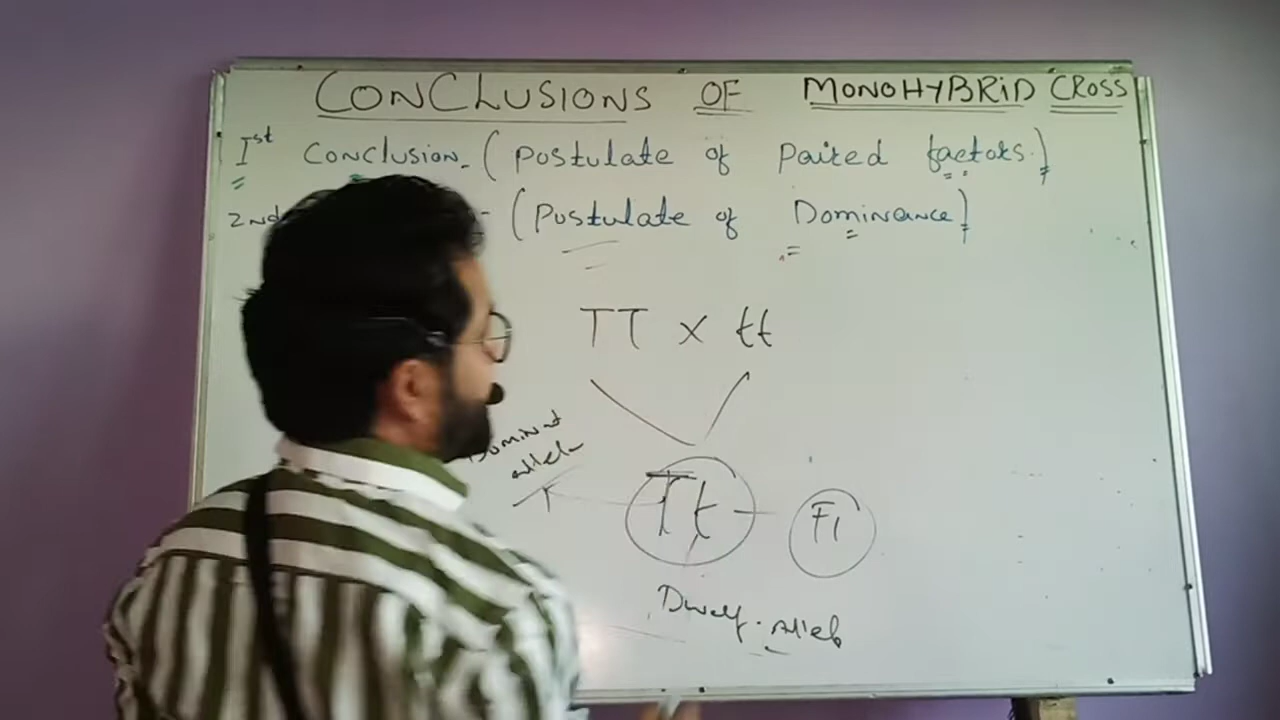 CONCLUSIONS OF MONOHYBRID CROSS
Ist Conclusion - (Postulate of Paired factors.)
2nd - (Postulate of Dominance)
TT x tt
Dominant
allele
T
Tt
F1
Dwarf. Allele